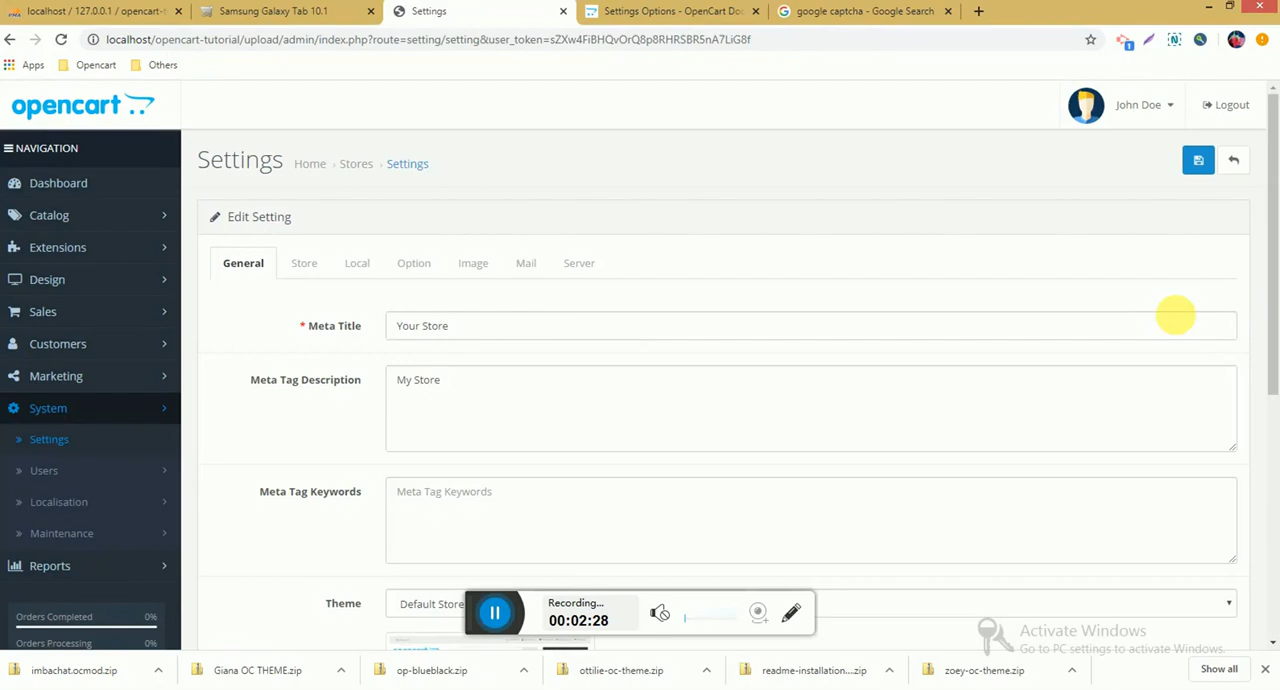 localhost / 127.0.0.1 / opencart-t
Samsung Galaxy Tab 10.1
Settings
Settings Options - OpenCart Doc
google captcha - Google Search
localhost/opencart-tutorial/upload/admin/index.php?route=setting/setting&user_token=sZXw4FiBHQvOrQ8p8RHRSBR5nA7LiG8f
Apps
Opencart
Others
opencart
John Doe
Logout
NAVIGATION
Settings
Home › Stores › Settings
Dashboard
Catalog
Extensions
Design
Sales
Customers
Marketing
System
» Settings
» Users
» Localisation
» Maintenance
Reports
Orders Completed 0%
Orders Processing 0%
Edit Setting
General Store Local Option Image Mail Server
* Meta Title
Your Store
Meta Tag Description
My Store
Meta Tag Keywords
Meta Tag Keywords
Theme
Default Store
Recording...
00:02:28
Activate Windows
Go to PC settings to activate Windows.
imbachat.ocmod.zip
Giana OC THEME.zip
op-blueblack.zip
ottilie-oc-theme.zip
readme-installation....zip
zoey-oc-theme.zip
Show all